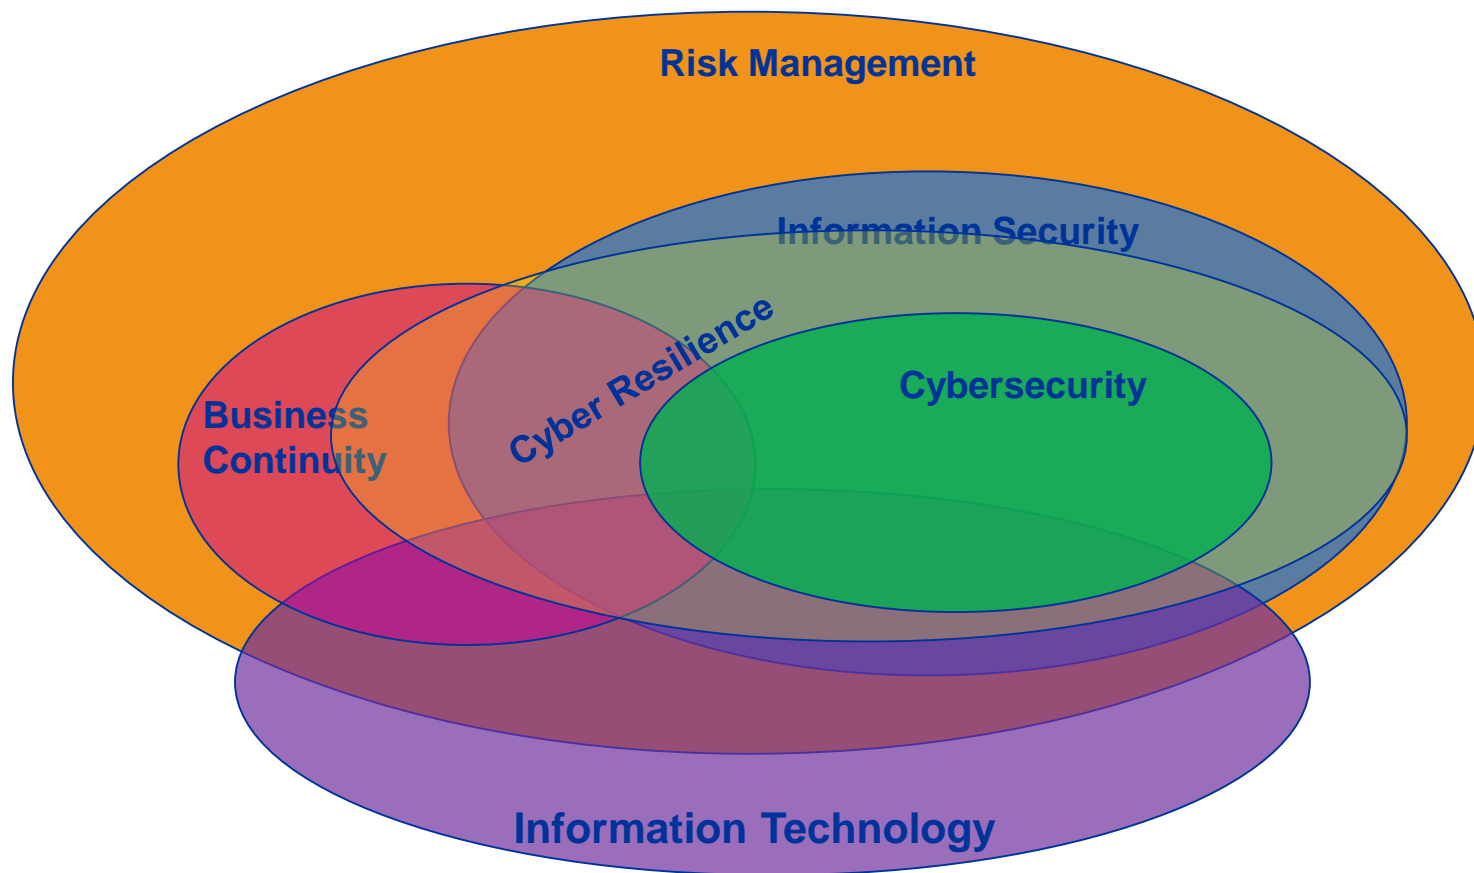 Risk Management
Information Security
Cyber Resilience
Cybersecurity
Business
Continuity
Information Technology